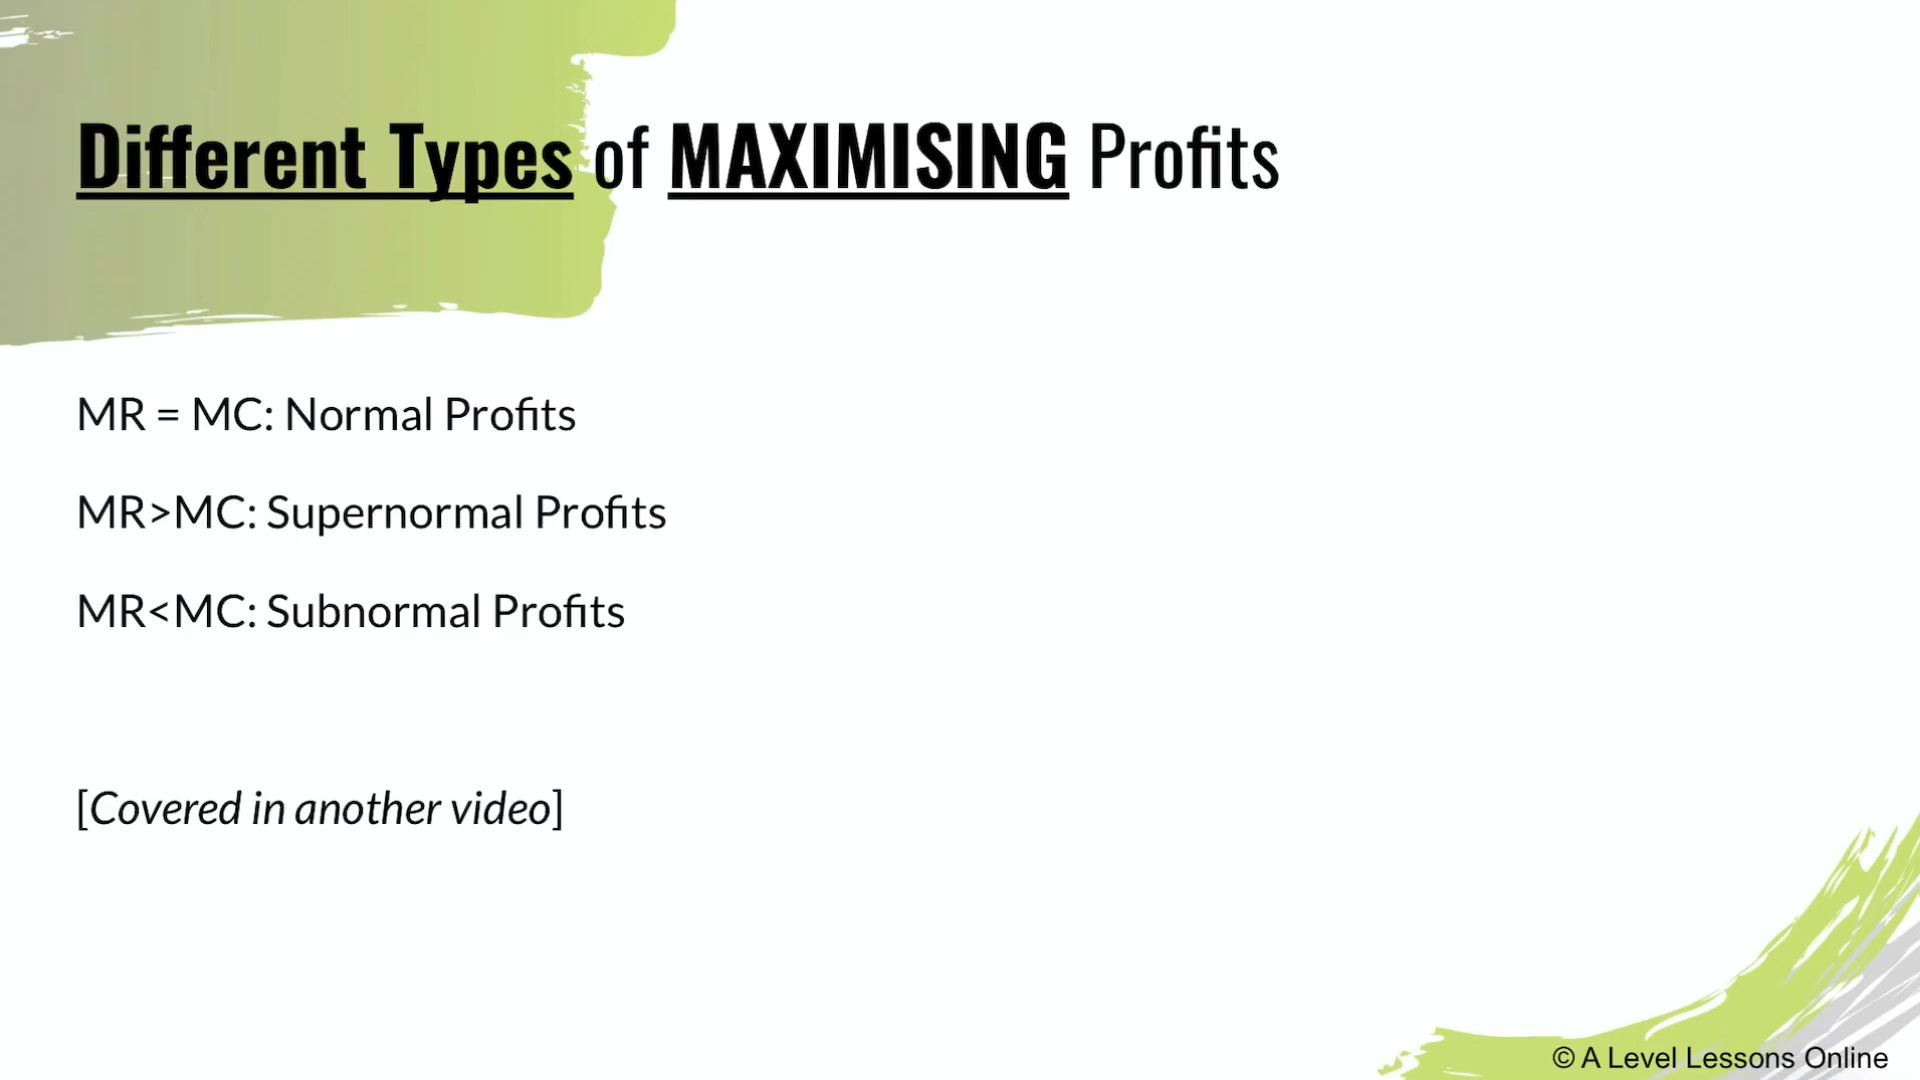 Different Types of MAXIMISING Profits
MR = MC: Normal Profits
MR>MC: Supernormal Profits
MR<MC: Subnormal Profits
[Covered in another video]
© A Level Lessons Online